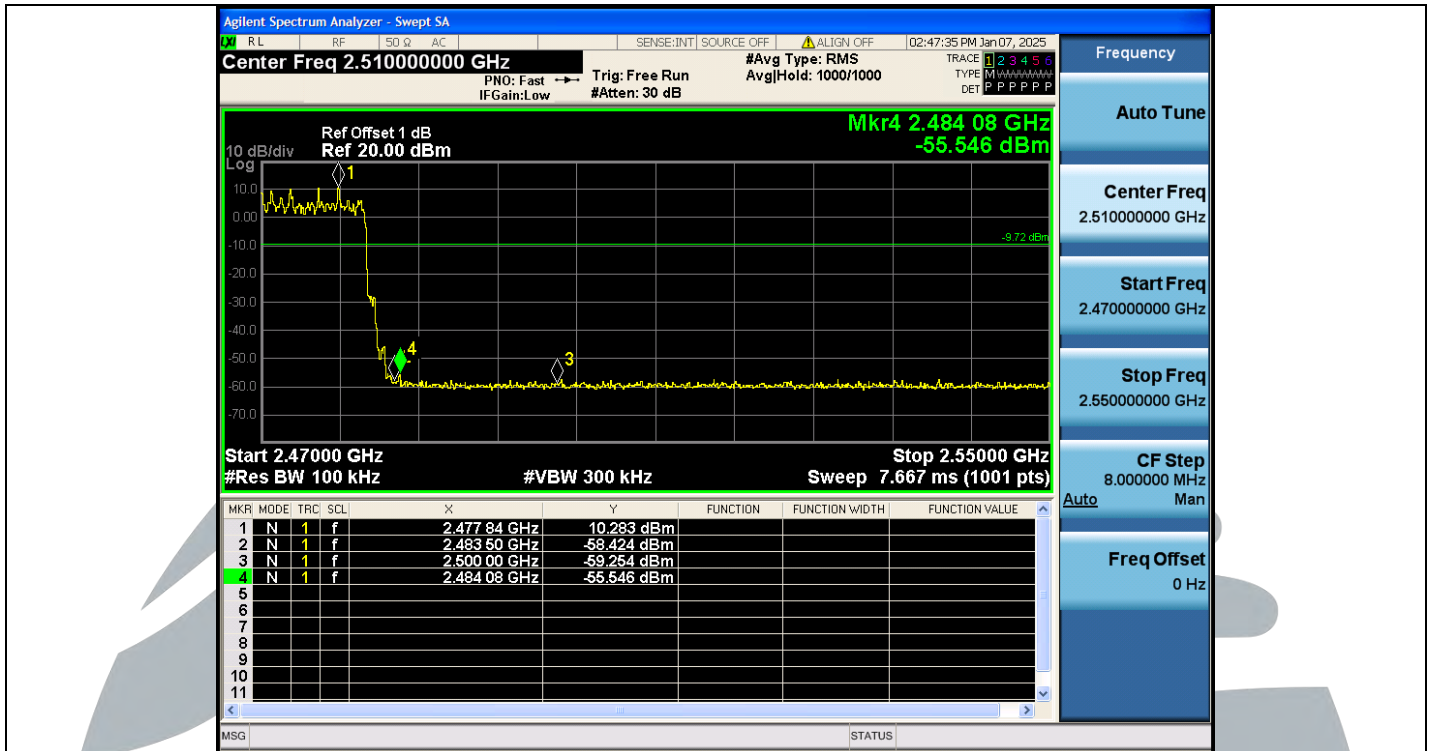 Agilent Spectrum Analyzer - Swept SA
LXI RL RF 50 Ω AC SENSE:INT SOURCE OFF ALIGN OFF 02:47:35 PM Jan 07, 2025
Center Freq 2.510000000 GHz
PNO: Fast
IFGain:Low
Trig: Free Run
#Atten: 30 dB
#Avg Type: RMS
Avg|Hold: 1000/1000
TRACE 1 2 3 4 5 6
TYPE M
DET P P P P P P
Mkr4 2.484 08 GHz
-55.546 dBm
Ref Offset 1 dB
10 dB/div Ref 20.00 dBm
Log
1
10.0
0.00
-9.72 dBm
-10.0
-20.0
-30.0
-40.0
4
3
-50.0
-60.0
-70.0
Start 2.47000 GHz Stop 2.55000 GHz
#Res BW 100 kHz #VBW 300 kHz Sweep 7.667 ms (1001 pts)
MKR MODE TRC SCL X Y FUNCTION FUNCTION WIDTH FUNCTION VALUE
1 N 1 f 2.477 84 GHz 10.283 dBm
2 N 1 f 2.483 50 GHz -58.424 dBm
3 N 1 f 2.500 00 GHz -59.254 dBm
4 N 1 f 2.484 08 GHz -55.546 dBm
5
6
7
8
9
10
11
MSG STATUS
Frequency
Auto Tune
Center Freq
2.510000000 GHz
Start Freq
2.470000000 GHz
Stop Freq
2.550000000 GHz
CF Step
8.000000 MHz
Auto Man
Freq Offset
0 Hz